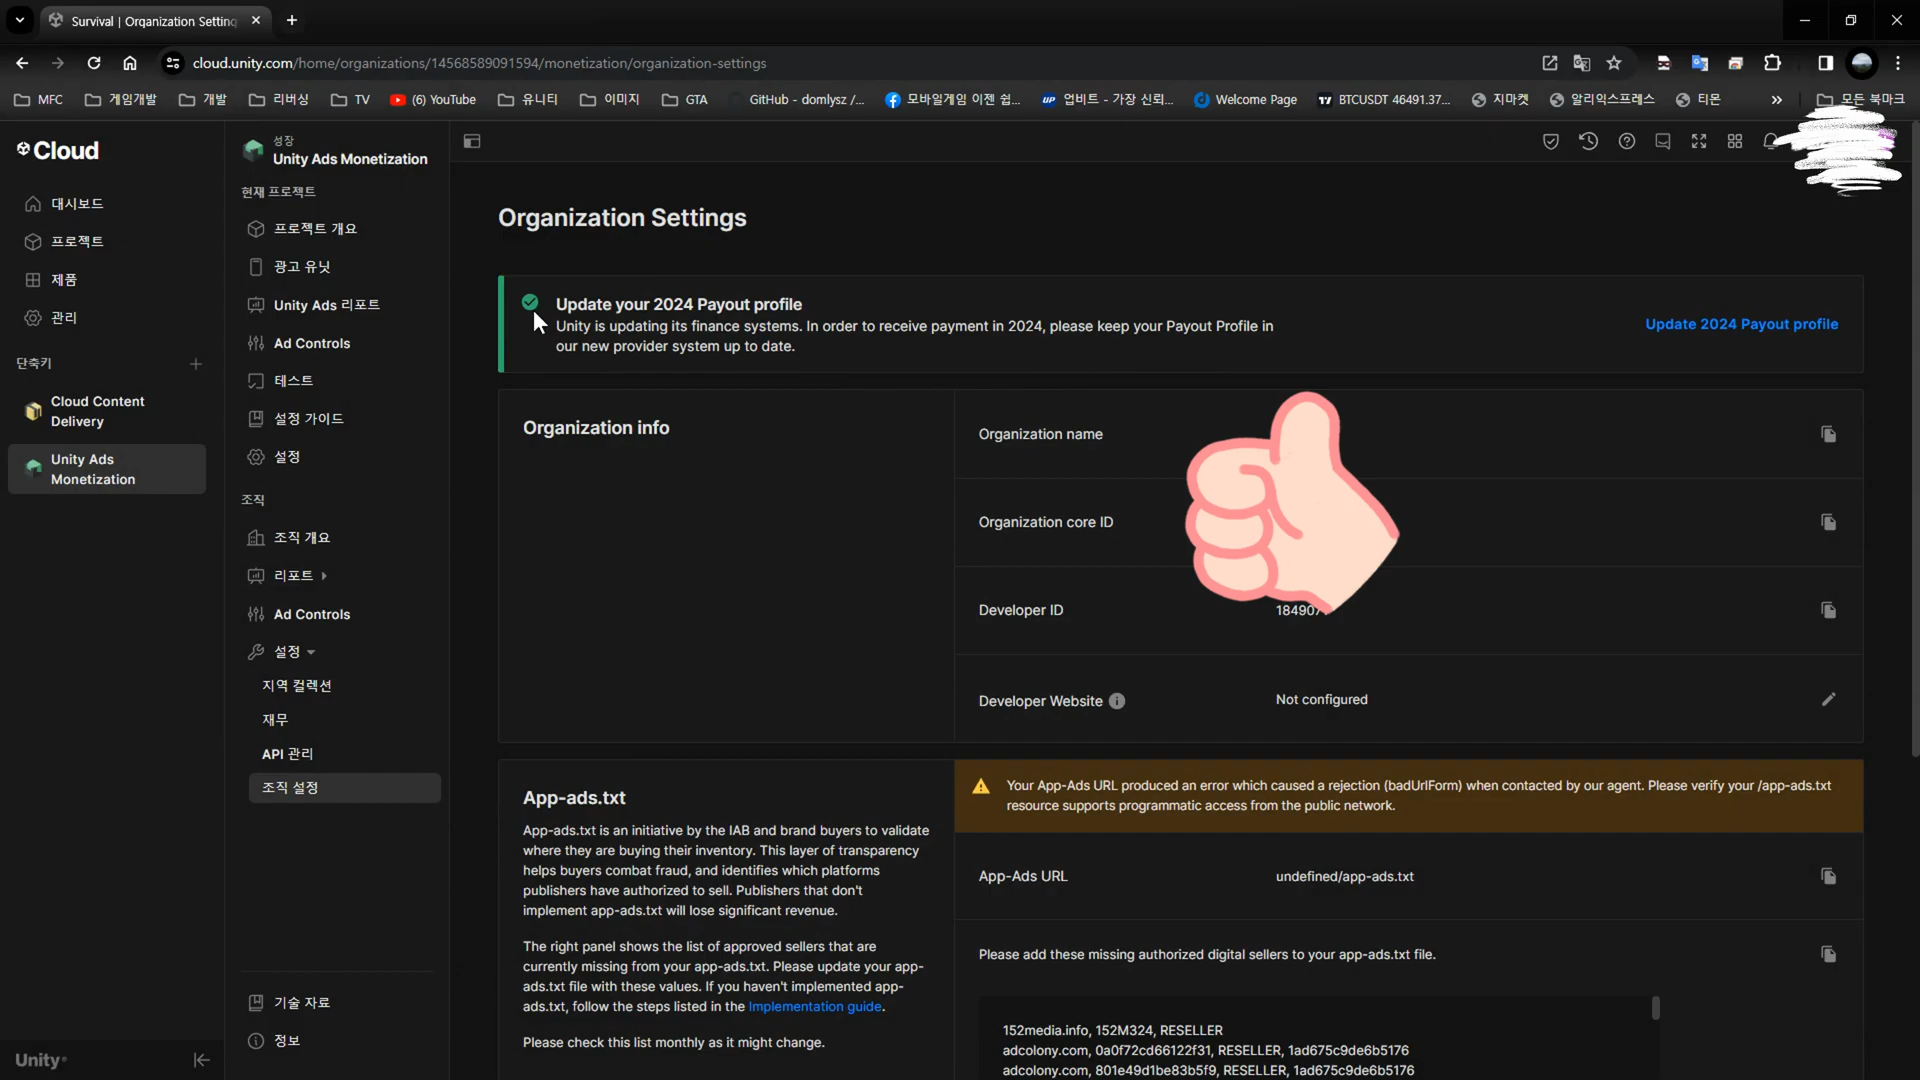 Survival | Organization Setting
cloud.unity.com/home/organizations/14568589091594/monetization/organization-settings
MFC
게임개발
개발
리버싱
TV
(6) YouTube
유니티
이미지
GTA
GitHub - domlysz /...
모바일게임 이젠 쉽...
업비트 - 가장 신뢰...
Welcome Page
BTCUSDT 46491.37...
지마켓
알리익스프레스
티몬
모든 북마크
Cloud
대시보드
프로젝트
제품
관리
단축키
Cloud Content
Delivery
Unity Ads
Monetization
Unity
성장
Unity Ads Monetization
현재 프로젝트
프로젝트 개요
광고 유닛
Unity Ads 리포트
Ad Controls
테스트
설정 가이드
설정
조직
조직 개요
리포트
Ad Controls
설정
지역 컬렉션
재무
API 관리
조직 설정
기술 자료
정보
Organization Settings
Update your 2024 Payout profile
Unity is updating its finance systems. In order to receive payment in 2024, please keep your Payout Profile in
our new provider system up to date.
Update 2024 Payout profile
Organization info
Organization name
Organization core ID
Developer ID
Developer Website
Not configured
App-ads.txt
App-ads.txt is an initiative by the IAB and brand buyers to validate
where they are buying their inventory. This layer of transparency
helps buyers combat fraud, and identifies which platforms
publishers have authorized to sell. Publishers that don't
implement app-ads.txt will lose significant revenue.
The right panel shows the list of approved sellers that are
currently missing from your app-ads.txt. Please update your app-
ads.txt file with these values. If you haven't implemented app-
ads.txt, follow the steps listed in the Implementation guide.
Please check this list monthly as it might change.
Your App-Ads URL produced an error which caused a rejection (badUrlForm) when contacted by our agent. Please verify your /app-ads.txt
resource supports programmatic access from the public network.
App-Ads URL
undefined/app-ads.txt
Please add these missing authorized digital sellers to your app-ads.txt file.
152media.info, 152M324, RESELLER
adcolony.com, 0a0f72cd66122f31, RESELLER, 1ad675c9de6b5176
adcolony.com, 801e49d1be83b5f9, RESELLER, 1ad675c9de6b5176